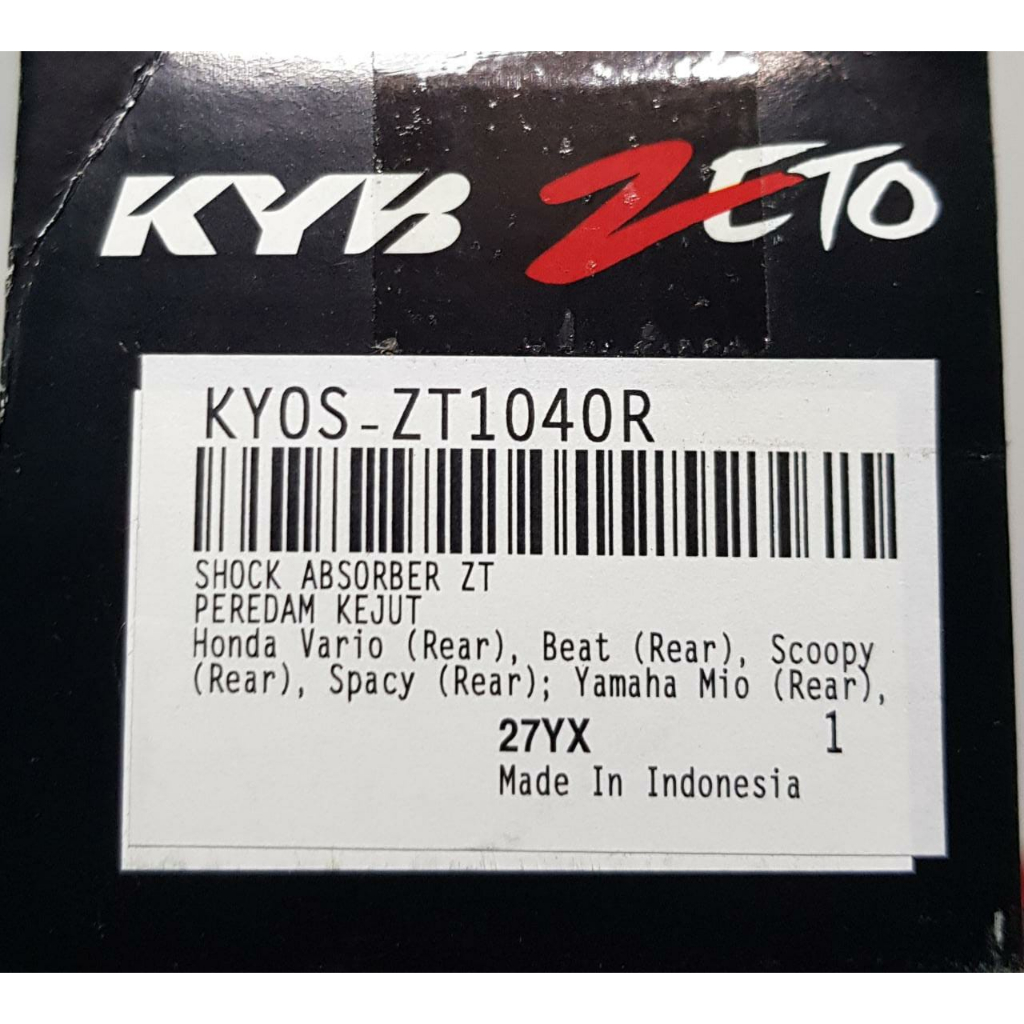 KYB ZETO
KYOS-ZT1040R
SHOCK ABSORBER ZT
PEREDAM KEJUT
Honda Vario (Rear), Beat (Rear), Scoopy
(Rear), Spacy (Rear); Yamaha Mio (Rear),
27YX 1
Made In Indonesia